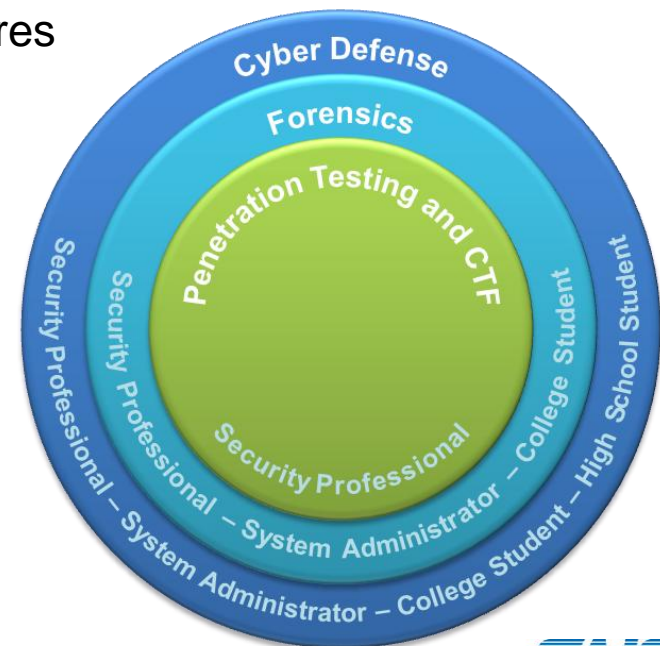 res
Cyber Defense
Forensics
Penetration Testing and CTF
Security Professional
Security Professional – System Administrator – College Student
Security Professional – System Administrator – College Student – High School Student